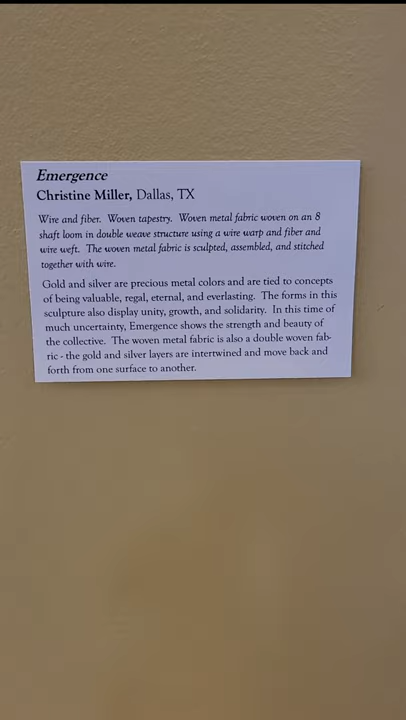 Emergence
Christine Miller, Dallas, TX
Wire and fiber. Woven tapestry. Woven metal fabric woven on an 8
shaft loom in double weave structure using a wire warp and fiber and
wire weft. The woven metal fabric is sculpted, assembled, and stitched
together with wire.
Gold and silver are precious metal colors and are tied to concepts
of being valuable, regal, eternal, and everlasting. The forms in this
sculpture also display unity, growth, and solidarity. In this time of
much uncertainty, Emergence shows the strength and beauty of
the collective. The woven metal fabric is also a double woven fab-
ric - the gold and silver layers are intertwined and move back and
forth from one surface to another.